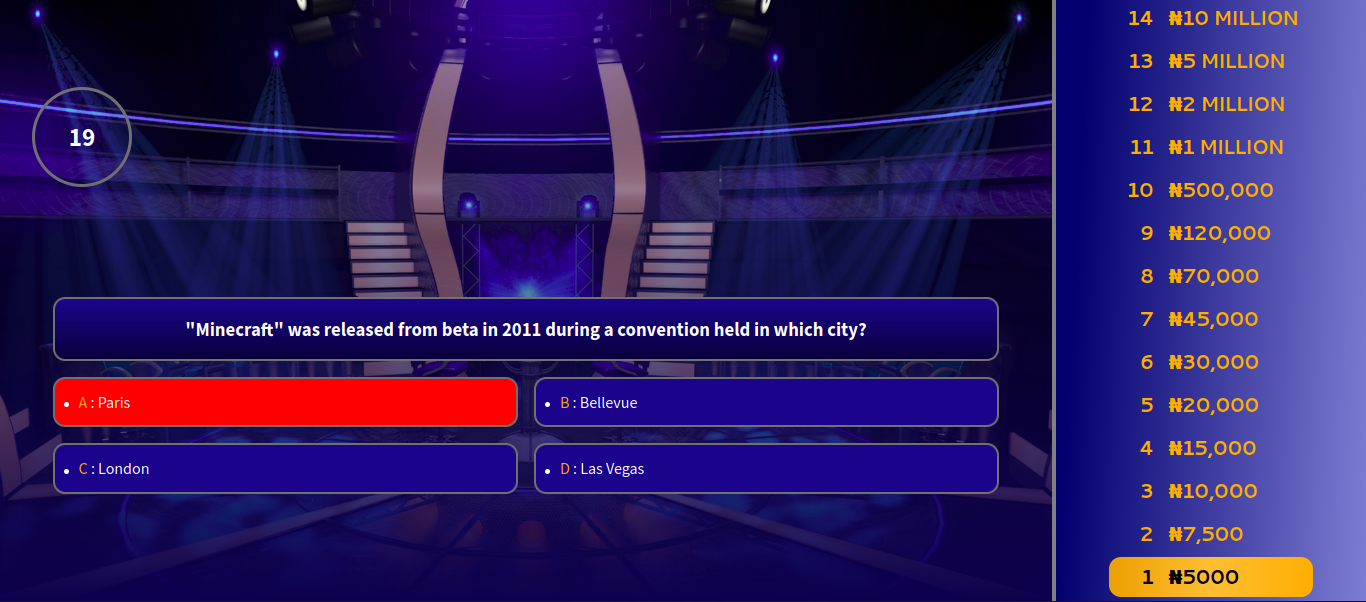 19
"Minecraft" was released from beta in 2011 during a convention held in which city?
A : Paris
B : Bellevue
C : London
D : Las Vegas
14 ₦10 MILLION
13 ₦5 MILLION
12 ₦2 MILLION
11 ₦1 MILLION
10 ₦500,000
9 ₦120,000
8 ₦70,000
7 ₦45,000
6 ₦30,000
5 ₦20,000
4 ₦15,000
3 ₦10,000
2 ₦7,500
1 ₦5000